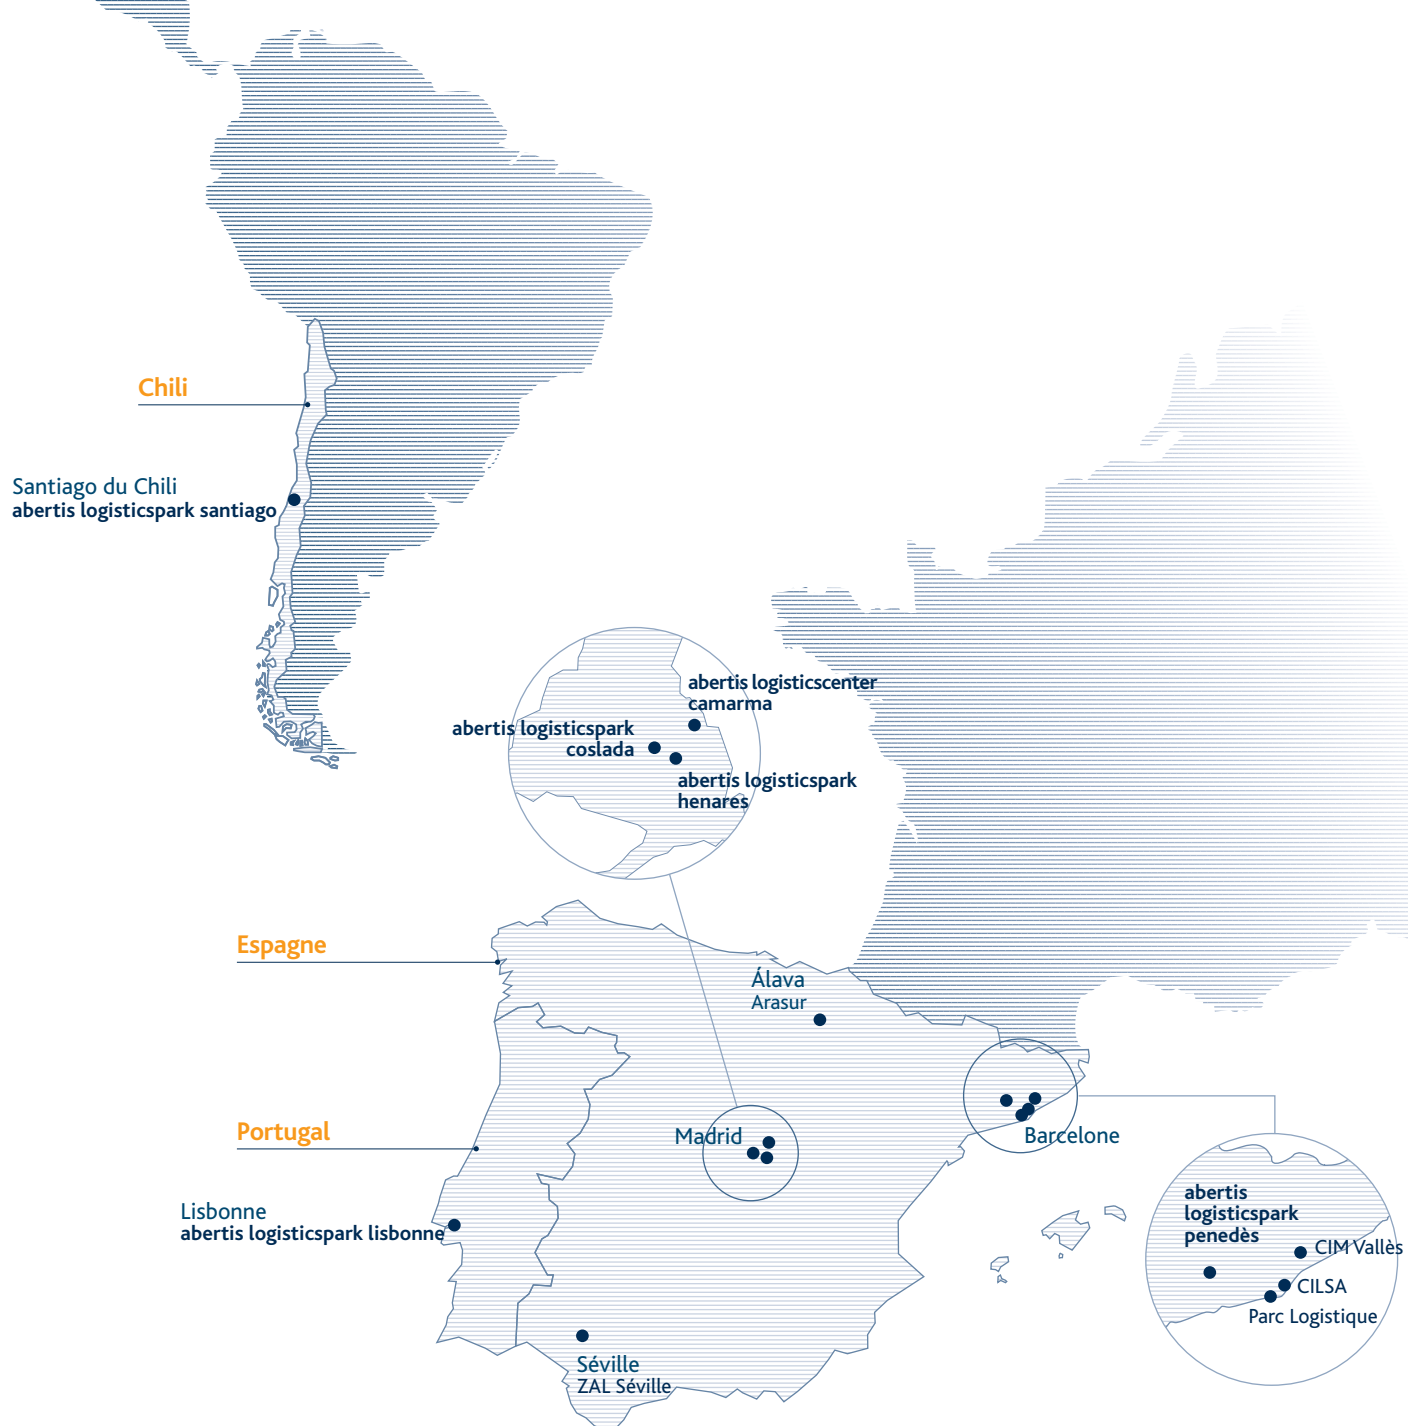 Chili
Santiago du Chili
abertis logisticspark santiago
abertis logisticscenter
camarma
abertis logisticspark
coslada
abertis logisticspark
henares
Espagne
Álava
Arasur
Portugal
Madrid
Barcelone
Lisbonne
abertis logisticspark lisbonne
abertis
logisticspark
penedès
CIM Vallès
CILSA
Parc Logistique
Séville
ZAL Séville